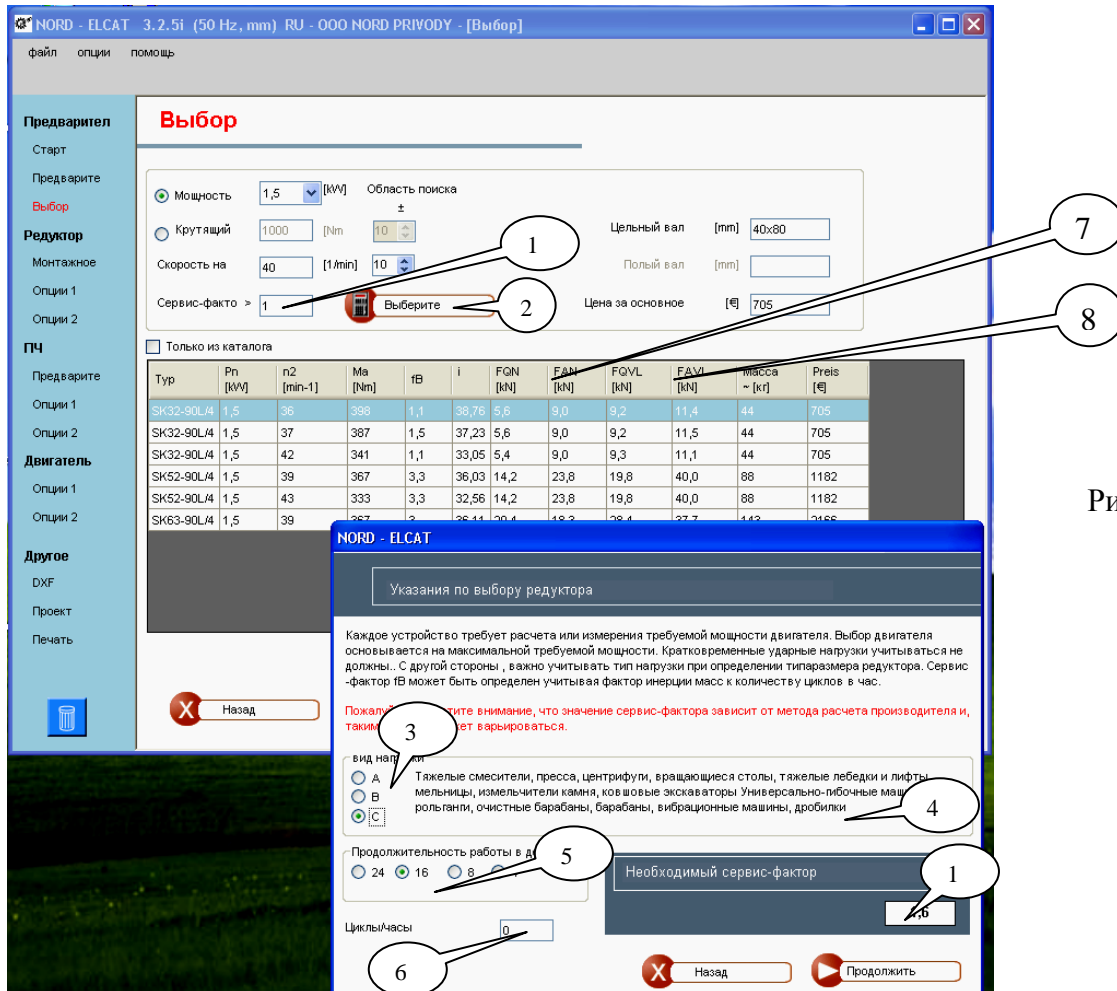 NORD - ELCAT 3.2.5i (50 Hz, mm) RU - OOO NORD PRIVODY - [Выбор]
файл опции помощь
Предварител
Старт
Предварите
Выбор
Редуктор
Монтажное
Опции 1
Опции 2
ПЧ
Предварите
Опции 1
Опции 2
Двигатель
Опции 1
Опции 2
Другое
DXF
Проект
Печать
Выбор
Мощность 1,5 [kW] Область поиска
±
Крутящий 1000 [Nm 10
Скорость на 40 [1/min] 10
Сервис-факто > 1 Выберите
Цельный вал [mm] 40x80
Полый вал [mm]
Цена за основное [€] 705
1
2
7
8
Только из каталога
Typ Pn [kW] n2 [min-1] Ma [Nm] fB i FQN [kN] FAN [kN] FQVL [kN] FAVL [kN] Масса ~ [кг] Preis [€]
SK32-90L/4 1,5 36 398 1,1 38,76 5,6 9,0 9,2 11,4 44 705
SK32-90L/4 1,5 37 387 1,5 37,23 5,6 9,0 9,2 11,5 44 705
SK32-90L/4 1,5 42 341 1,1 33,05 5,4 9,0 9,3 11,1 44 705
SK52-90L/4 1,5 39 367 3,3 36,03 14,2 23,8 19,8 40,0 88 1182
SK52-90L/4 1,5 43 333 3,3 32,56 14,2 23,8 19,8 40,0 88 1182
SK63-90L/4 1,5 39
Ри
Назад
NORD - ELCAT
Указания по выбору редуктора
Каждое устройство требует расчета или измерения требуемой мощности двигателя. Выбор двигателя
основывается на максимальной требуемой мощности. Кратковременные ударные нагрузки учитываться не
должны.. С другой стороны , важно учитывать тип нагрузки при определении типаразмера редуктора. Сервис
-фактор fB может быть определен учитывая фактор инерции масс к количеству циклов в час.
внимание, что значение сервис-фактора зависит от метода расчета производителя и,
варьироваться.
3
вид
A Тяжелые смесители, пресса, центрифуги, вращающиеся столы, тяжелые лебедки и лифты,
B мельницы, измельчители камня, ковшовые экскаваторы Универсально-гибочные
C рольганги, очистные барабаны, барабаны, вибрационные машины, дробилки
4
Продолжительность работы в
24 16 8
5
Необходимый сервис-фактор
1
Циклы/часы 0
6
Назад Продолжить